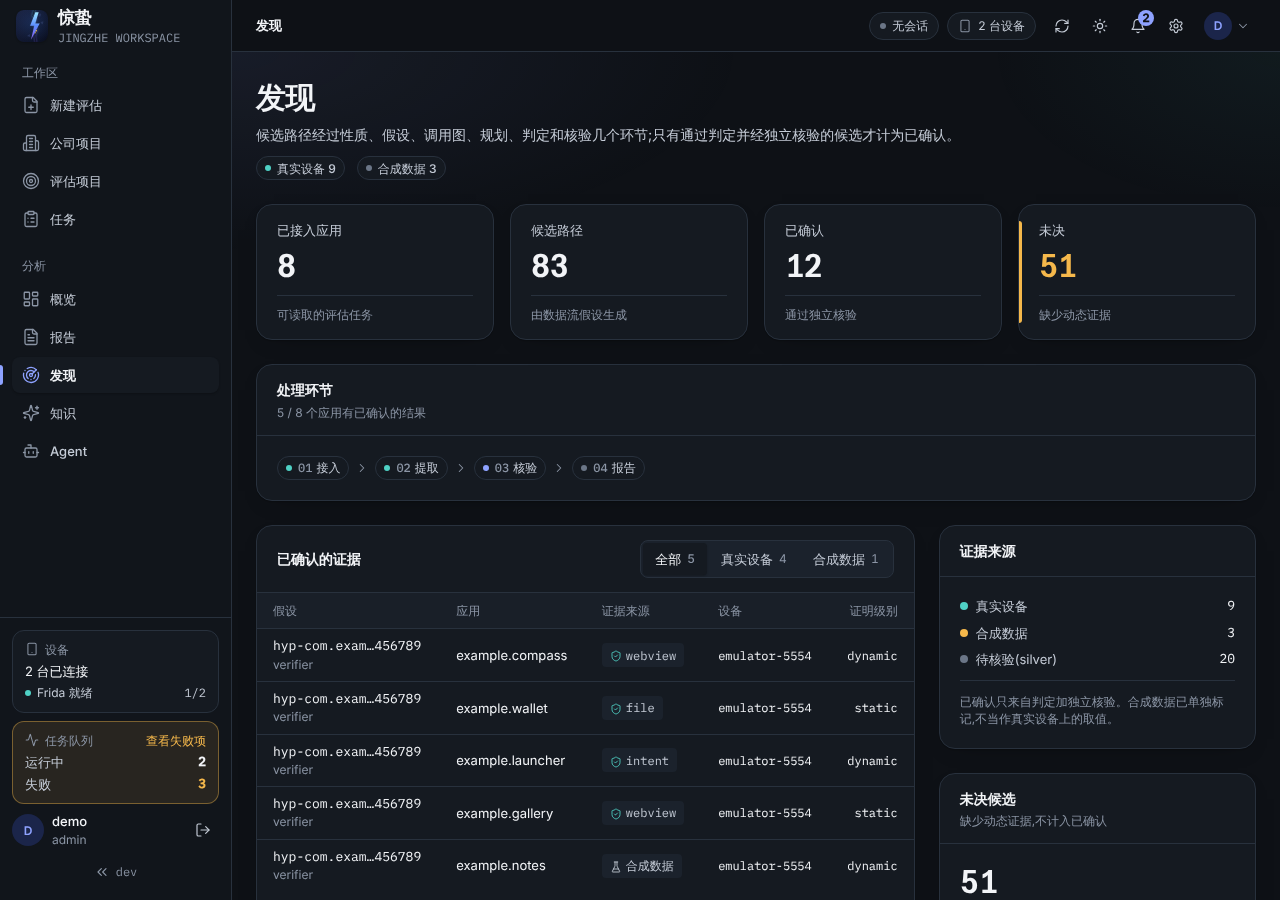 惊蛰
JINGZHE WORKSPACE
工作区
新建评估
公司项目
评估项目
任务
分析
概览
报告
发现
知识
Agent
设备
2 台已连接
Frida 就绪 1/2
任务队列 查看失败项
运行中 2
失败 3
D demo
admin
dev
发现 无会话 2 台设备 2 D
发现
候选路径经过性质、假设、调用图、规划、判定和核验几个环节;只有通过判定并经独立核验的候选才计为已确认。
真实设备 9 合成数据 3
已接入应用
8
可读取的评估任务
候选路径
83
由数据流假设生成
已确认
12
通过独立核验
未决
51
缺少动态证据
处理环节
5 / 8 个应用有已确认的结果
01 接入 02 提取 03 核验 04 报告
已确认的证据 全部 5 真实设备 4 合成数据 1
假设 应用 证据来源 设备 证明级别
hyp-com.exam…456789 example.compass webview emulator-5554 dynamic
verifier
hyp-com.exam…456789 example.wallet file emulator-5554 static
verifier
hyp-com.exam…456789 example.launcher intent emulator-5554 dynamic
verifier
hyp-com.exam…456789 example.gallery webview emulator-5554 static
verifier
hyp-com.exam…456789 example.notes 合成数据 emulator-5554 dynamic
verifier
证据来源
真实设备 9
合成数据 3
待核验(silver) 20
已确认只来自判定加独立核验。合成数据已单独标
记,不当作真实设备上的取值。
未决候选
缺少动态证据,不计入已确认
51